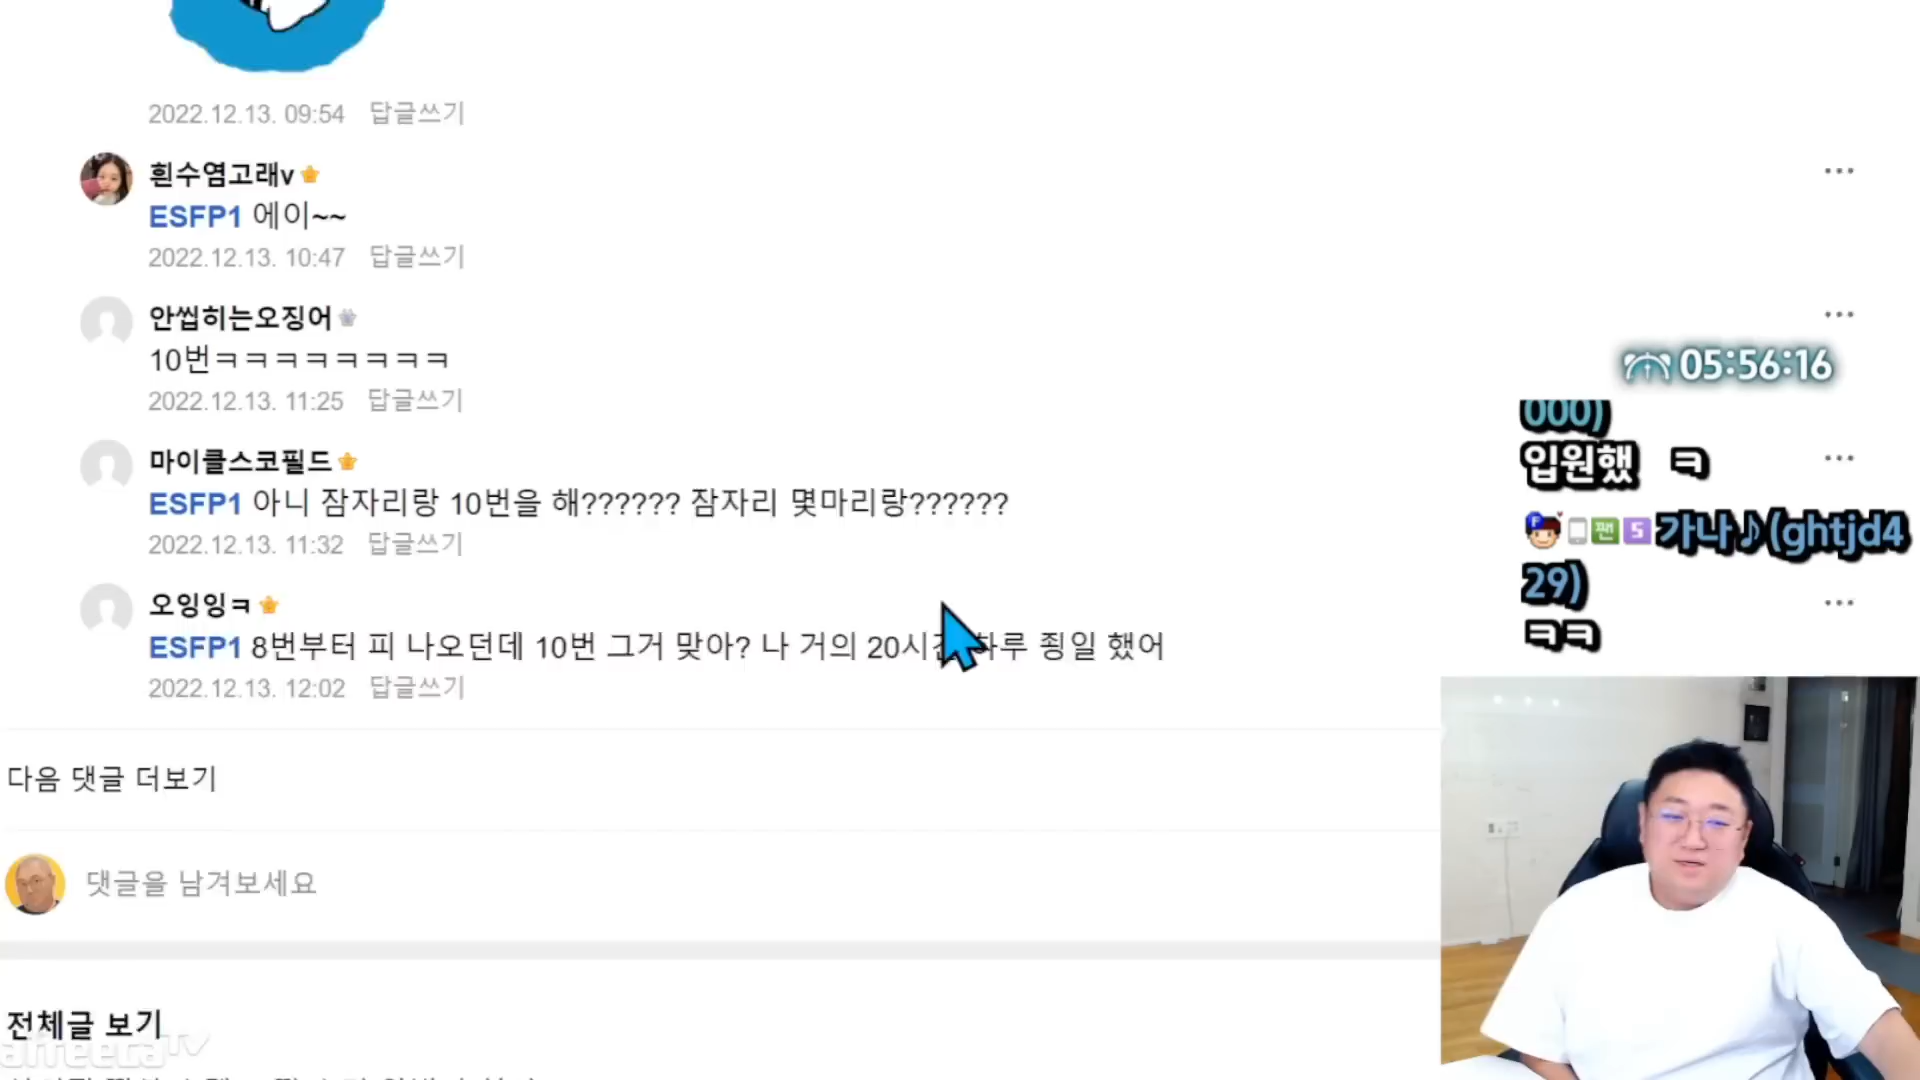 2022.12.13. 09:54 답글쓰기
흰수염고래v
ESFP1 에이~~
2022.12.13. 10:47 답글쓰기
안씹히는오징어
10번ㅋㅋㅋㅋㅋㅋㅋㅋ
2022.12.13. 11:25 답글쓰기
05:56:16
000)
입원했 ㅋ
마이클스코필드
ESFP1 아니 잠자리랑 10번을 해?????? 잠자리 몇마리랑??????
2022.12.13. 11:32 답글쓰기
팬 S 가나♪(ghtjd4
29)
ㅋㅋ
오잉잉ㅋ
ESFP1 8번부터 피 나오던데 10번 그거 맞아? 나 거의 20시간 하루 죙일 했어
2022.12.13. 12:02 답글쓰기
다음 댓글 더보기
댓글을 남겨보세요
전체글 보기
afreecaTV